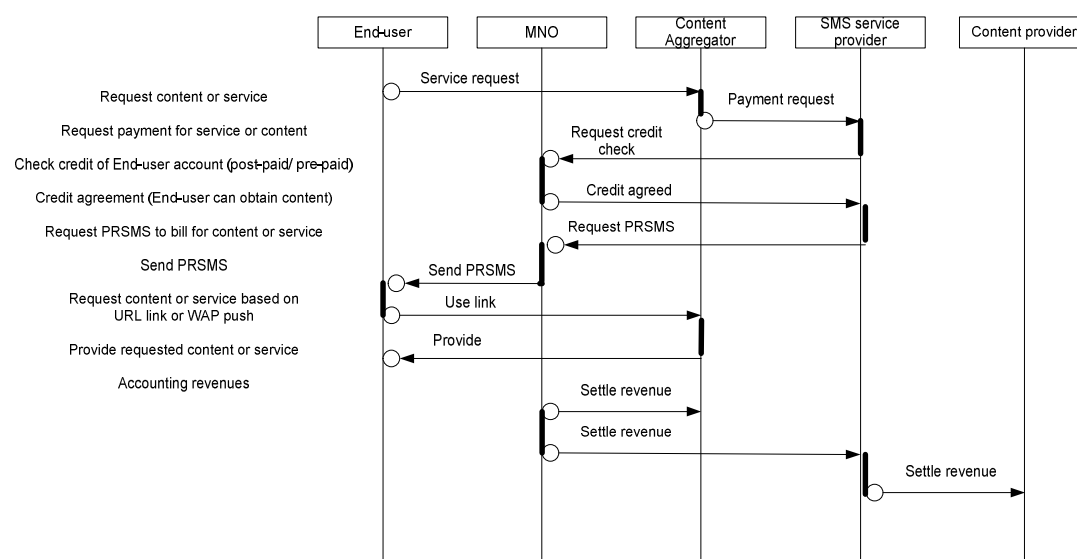 End-user
MNO
Content
Aggregator
SMS service
provider
Content provider
Service request
Request content or service
Payment request
Request payment for service or content
Request credit
check
Check credit of End-user account (post-paid/ pre-paid)
Credit agreed
Credit agreement (End-user can obtain content)
Request PRSMS
Request PRSMS to bill for content or service
Send PRSMS
Send PRSMS
Request content or service based on
URL link or WAP push
Use link
Provide
Provide requested content or service
Accounting revenues
Settle revenue
Settle revenue
Settle revenue